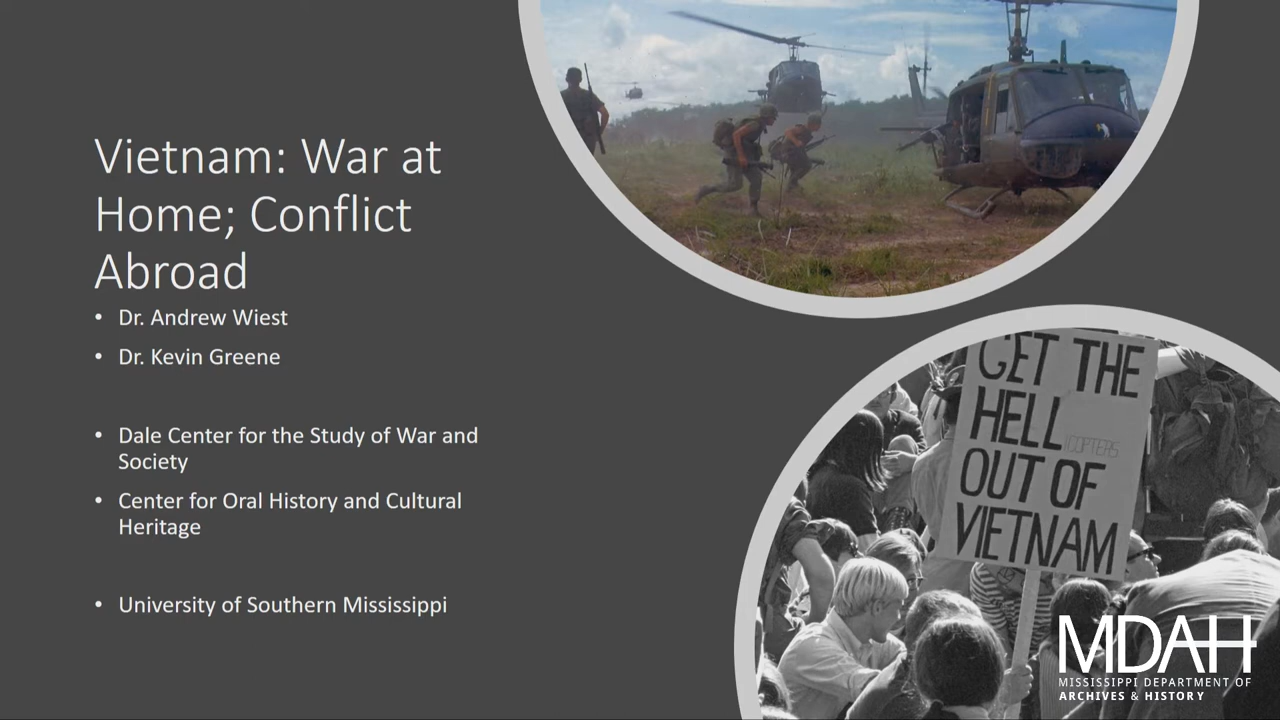 Vietnam: War at
Home; Conflict
Abroad
• Dr. Andrew Wiest
• Dr. Kevin Greene
• Dale Center for the Study of War and
Society
• Center for Oral History and Cultural
Heritage
• University of Southern Mississippi
GET THE
HELL ICOPTERS
OUT OF
VIETNAM
MDAH
MISSISSIPPI DEPARTMENT OF
ARCHIVES & HISTORY